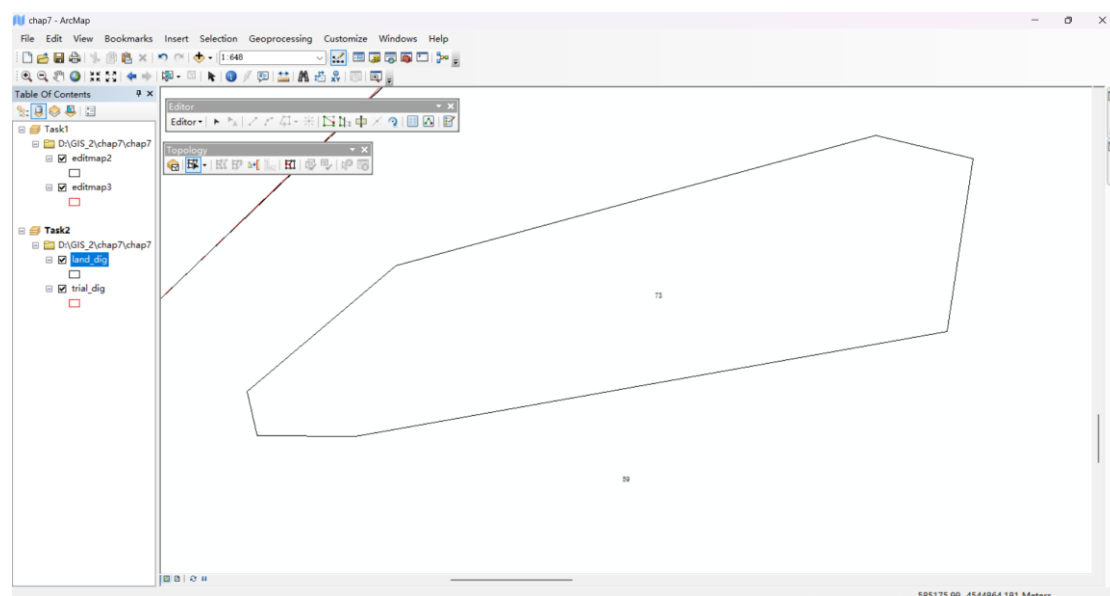 chap7 - ArcMap
File Edit View Bookmarks Insert Selection Geoprocessing Customize Windows Help
1:648
Table Of Contents
Task1
D:\GIS_2\chap7\chap7
editmap2
editmap3
Task2
D:\GIS_2\chap7\chap7
land_dig
trial_dig
Editor
Editor
Topology
73
59
585175.99 4544864.181 Meters